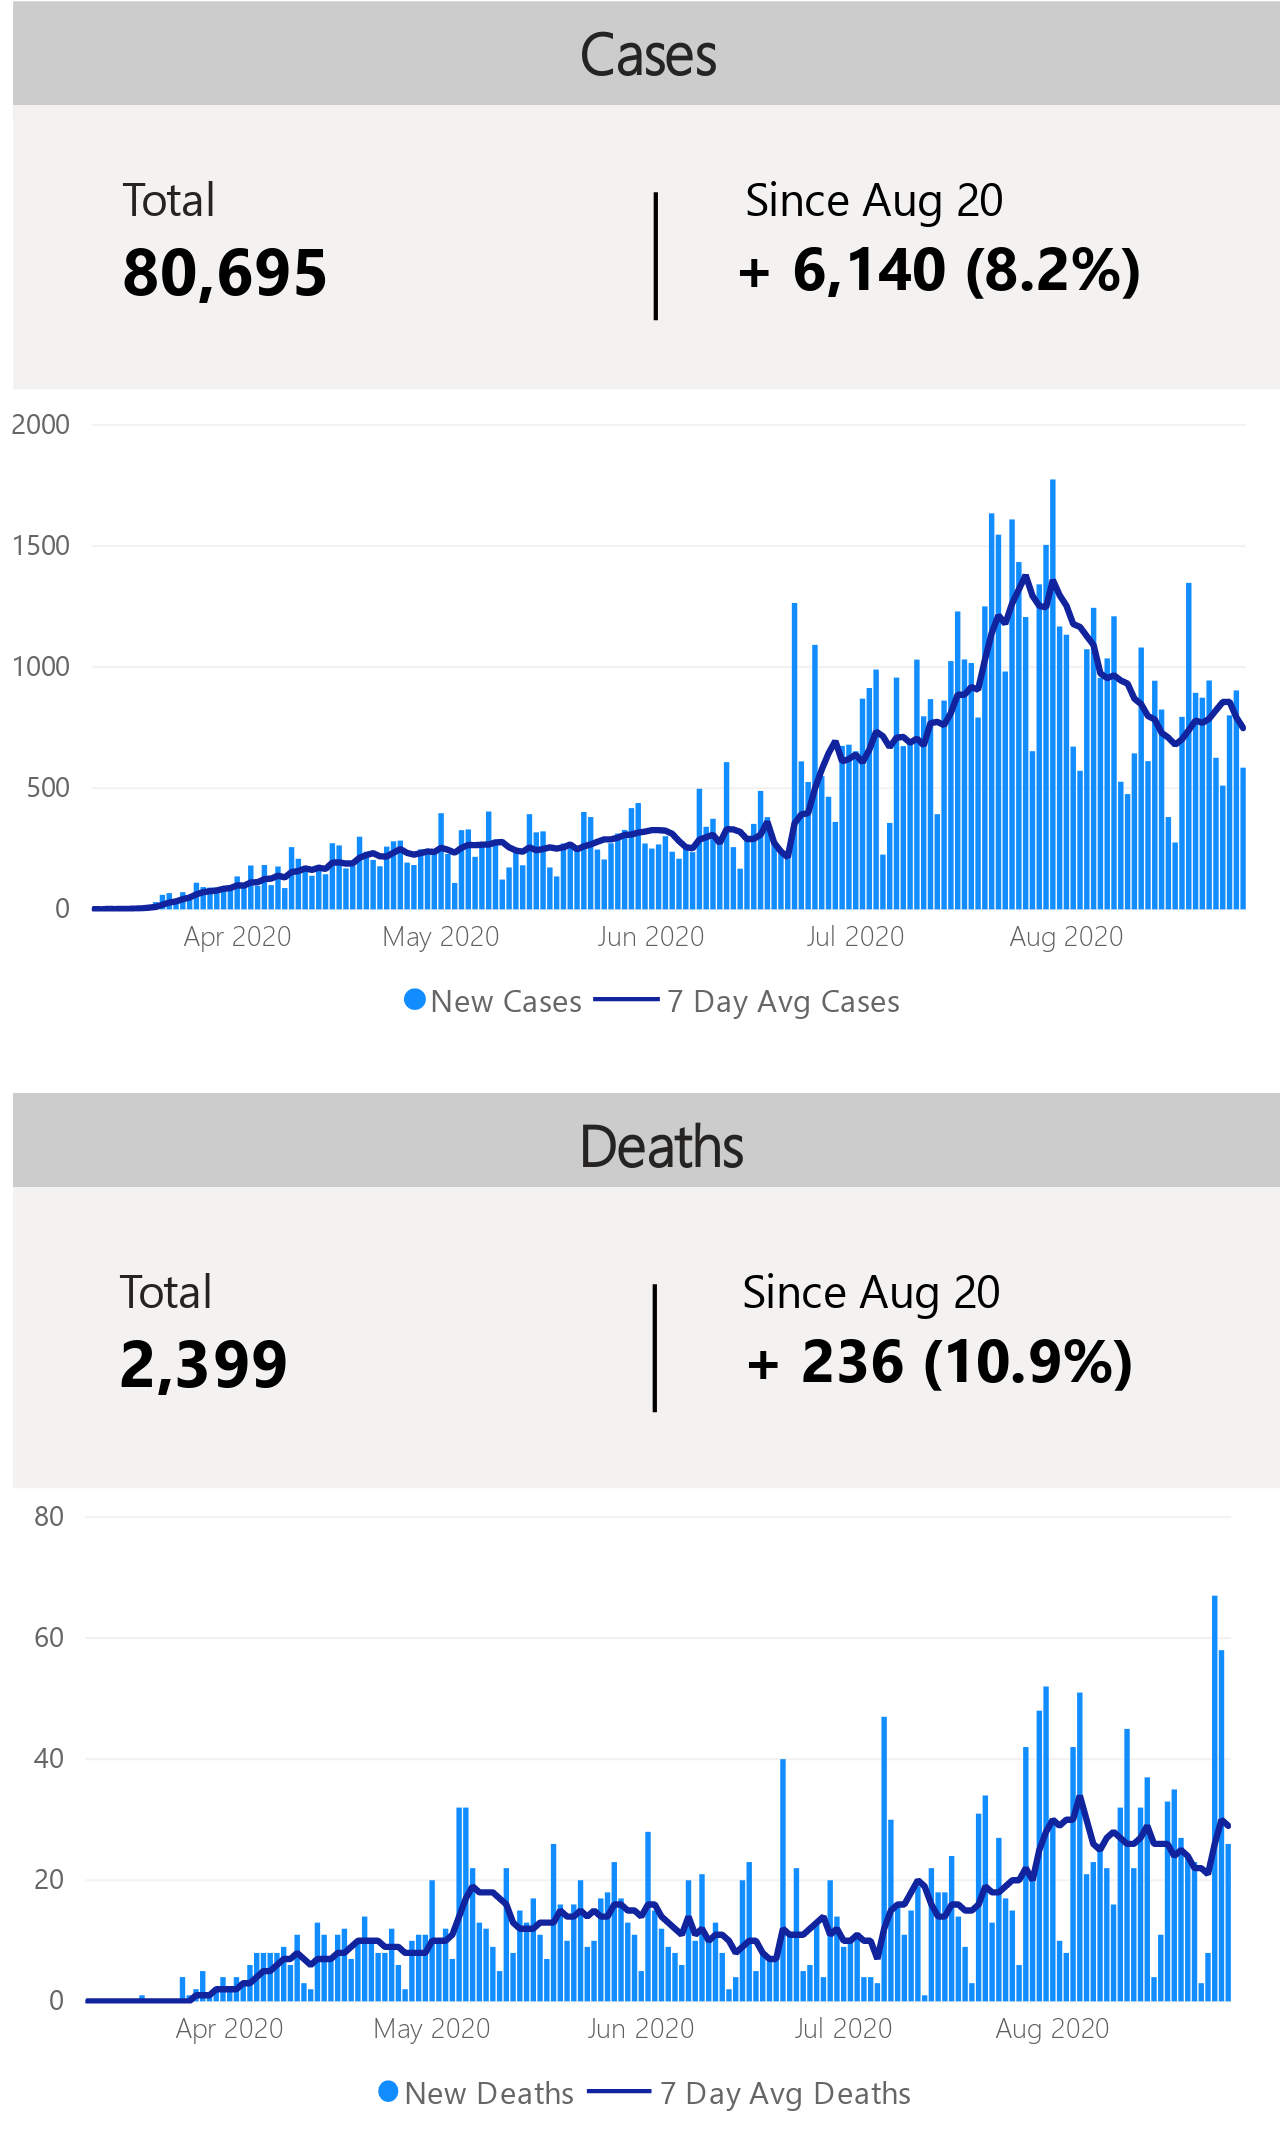 Cases
Total
Since Aug 20
80,695
+ 6,140 (8.2%)
2000
1500
1000
500
0
Apr 2020
May 2020
Jun 2020
Jul 2020
Aug 2020
New Cases
7 Day Avg Cases
Deaths
Total
Since Aug 20
2,399
+ 236 (10.9%)
80
60
40
20
0
Apr 2020
May 2020
Jun 2020
Jul 2020
Aug 2020
New Deaths
7 Day Avg Deaths